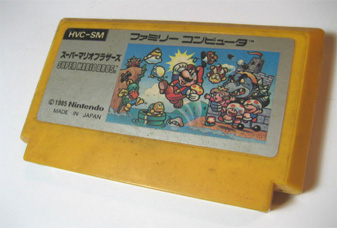 HVC-SM
ファミリー コンピュータ
スーパーマリオブラザーズ
SUPER MARIO BROS.
©1985 Nintendo
MADE IN JAPAN